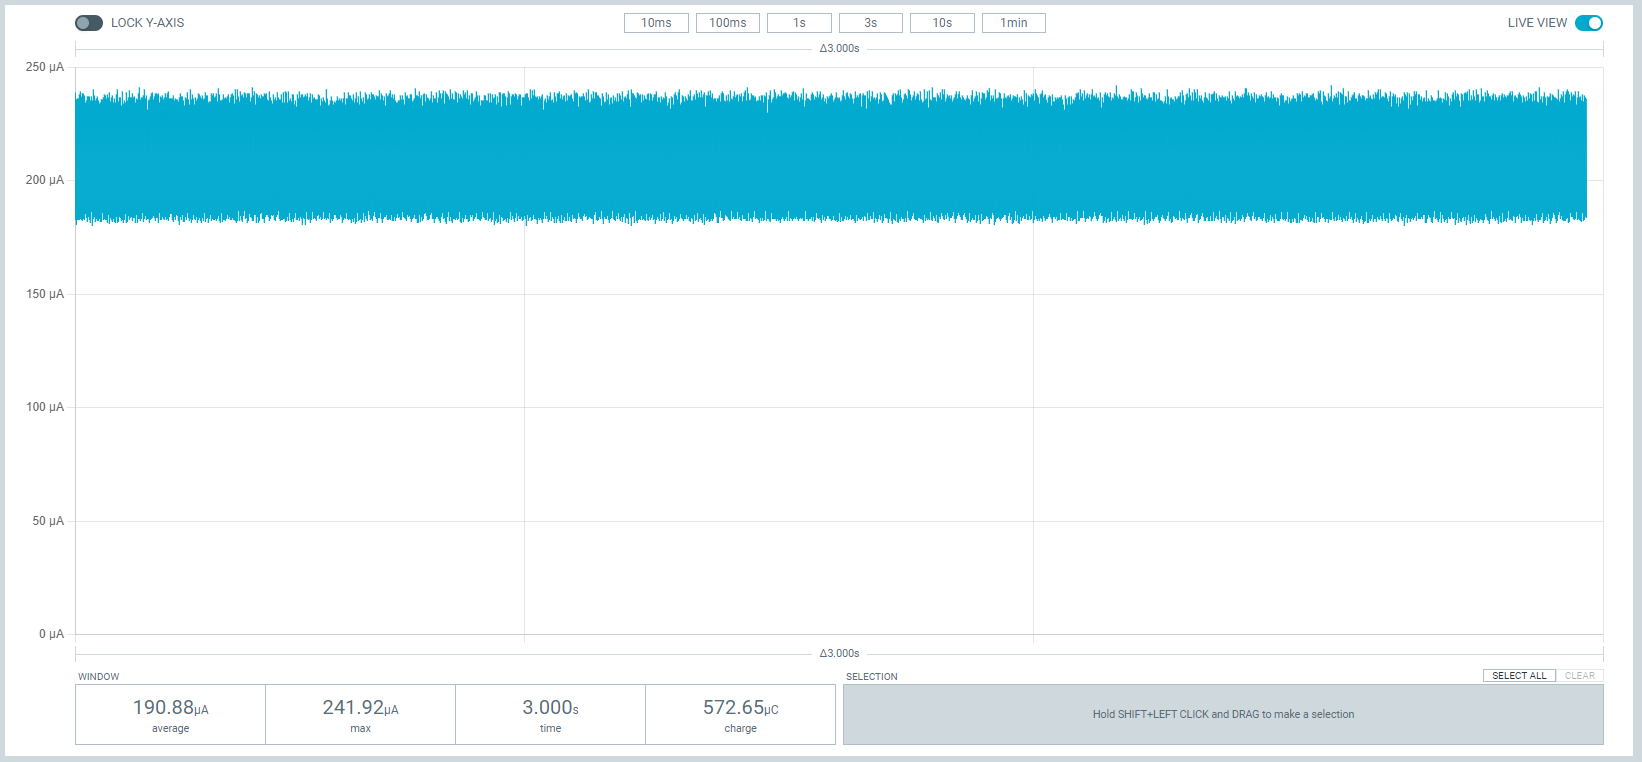 LOCK Y-AXIS 10ms 100ms 1s 3s 10s 1min LIVE VIEW
Δ3.000s
250 µA
200 µA
150 µA
100 µA
50 µA
0 µA
Δ3.000s
WINDOW SELECTION SELECT ALL CLEAR
190.88µA 241.92µA 3.000s 572.65µC
average max time charge
Hold SHIFT+LEFT CLICK and DRAG to make a selection